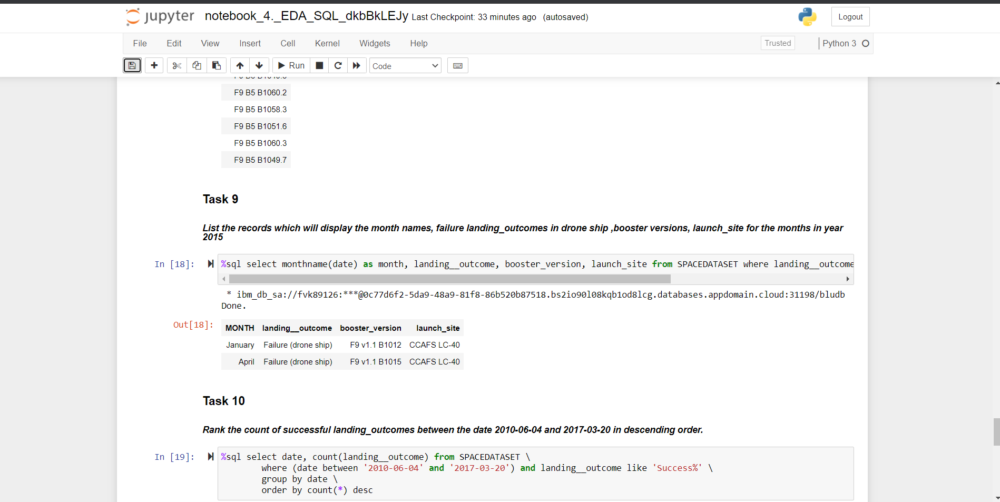 jupyter notebook_4._EDA_SQL_dkbBkLEJy Last Checkpoint: 33 minutes ago (autosaved) Logout
File Edit View Insert Cell Kernel Widgets Help Trusted Python 3
Run Code
F9 B5 B1060.2
F9 B5 B1058.3
F9 B5 B1051.6
F9 B5 B1060.3
F9 B5 B1049.7
Task 9
List the records which will display the month names, failure landing_outcomes in drone ship ,booster versions, launch_site for the months in year
2015
In [18]: %sql select monthname(date) as month, landing__outcome, booster_version, launch_site from SPACEDATASET where landing__outcome
* ibm_db_sa://fvk89126:***@0c77d6f2-5da9-48a9-81f8-86b520b87518.bs2io90l08kqb1od8lcg.databases.appdomain.cloud:31198/bludb
Done.
Out[18]: MONTH landing__outcome booster_version launch_site
January Failure (drone ship) F9 v1.1 B1012 CCAFS LC-40
April Failure (drone ship) F9 v1.1 B1015 CCAFS LC-40
Task 10
Rank the count of successful landing_outcomes between the date 2010-06-04 and 2017-03-20 in descending order.
In [19]: %sql select date, count(landing__outcome) from SPACEDATASET \
where (date between '2010-06-04' and '2017-03-20') and landing__outcome like 'Success%' \
group by date \
order by count(*) desc